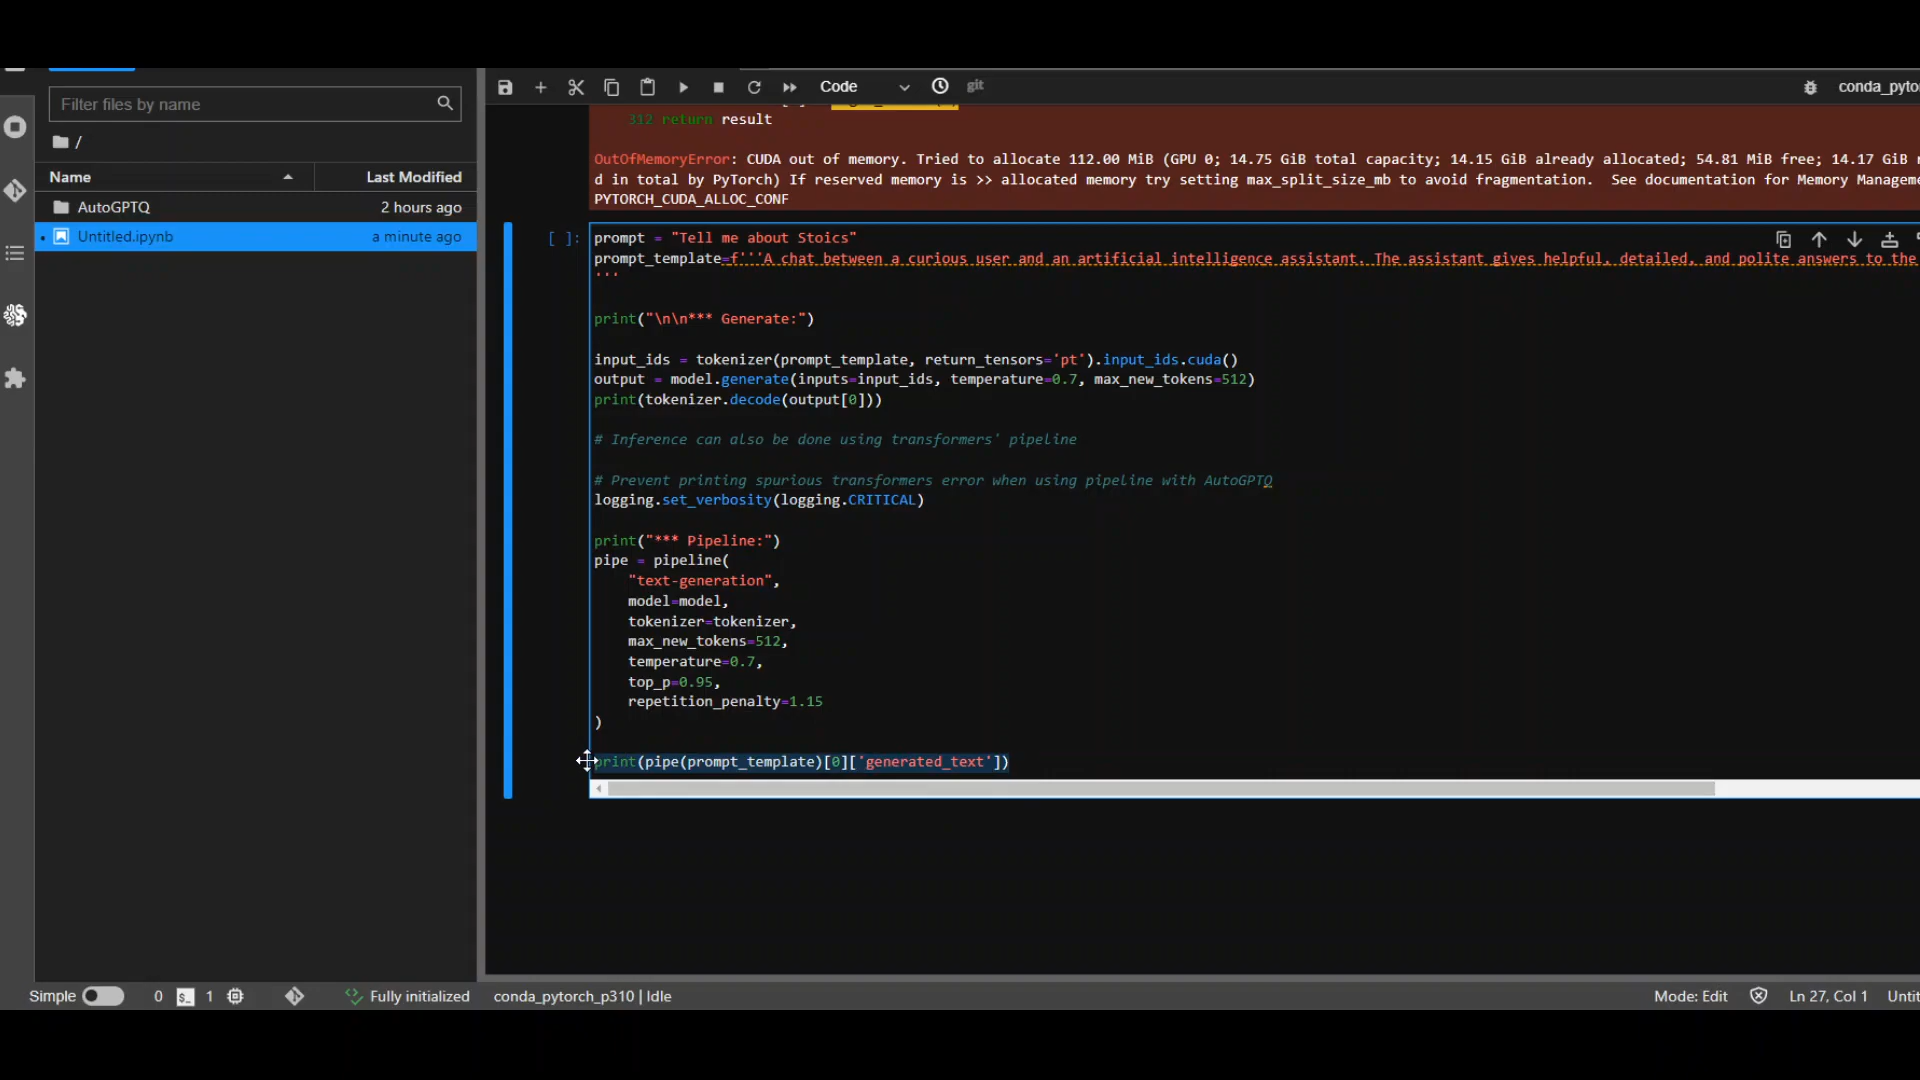 Filter files by name
/
Name
Last Modified
AutoGPTQ
2 hours ago
Untitled.ipynb
a minute ago
Code
git
conda_pyto
312 return result
OutOfMemoryError: CUDA out of memory. Tried to allocate 112.00 MiB (GPU 0; 14.75 GiB total capacity; 14.15 GiB already allocated; 54.81 MiB free; 14.17 GiB
d in total by PyTorch) If reserved memory is >> allocated memory try setting max_split_size_mb to avoid fragmentation.  See documentation for Memory Manageme
PYTORCH_CUDA_ALLOC_CONF
[ ]:
prompt = "Tell me about Stoics"
prompt_template=f'''A chat between a curious user and an artificial intelligence assistant. The assistant gives helpful, detailed, and polite answers to the
'''
print("\n\n*** Generate:")
input_ids = tokenizer(prompt_template, return_tensors='pt').input_ids.cuda()
output = model.generate(inputs=input_ids, temperature=0.7, max_new_tokens=512)
print(tokenizer.decode(output[0]))
# Inference can also be done using transformers' pipeline
# Prevent printing spurious transformers error when using pipeline with AutoGPTQ
logging.set_verbosity(logging.CRITICAL)
print("*** Pipeline:")
pipe = pipeline(
    "text-generation",
    model=model,
    tokenizer=tokenizer,
    max_new_tokens=512,
    temperature=0.7,
    top_p=0.95,
    repetition_penalty=1.15
)
print(pipe(prompt_template)[0]['generated_text'])
Simple
0
1
Fully initialized
conda_pytorch_p310 | Idle
Mode: Edit
Ln 27, Col 1
Untit